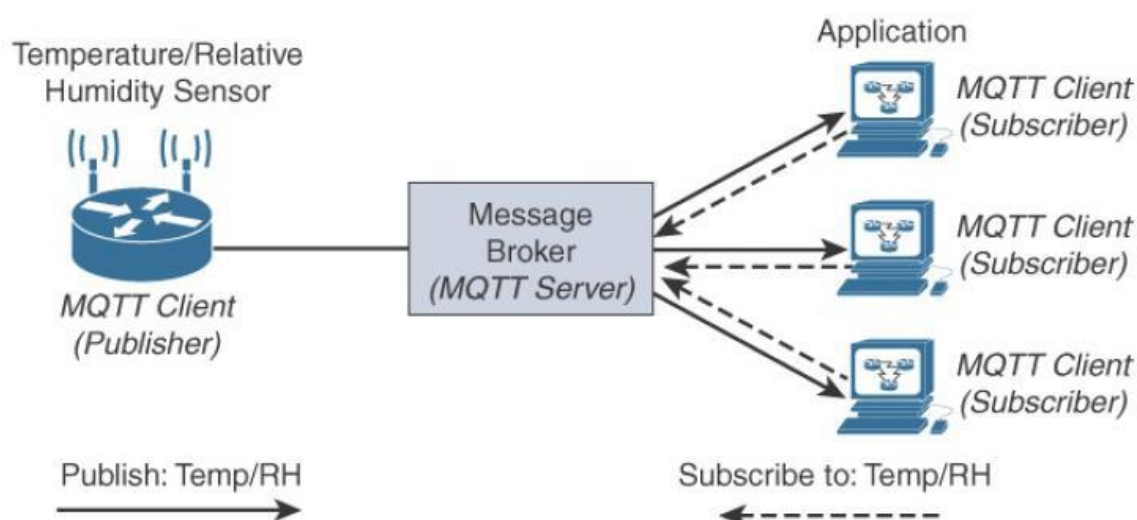 Temperature/Relative
Humidity Sensor
MQTT Client
(Publisher)
Message
Broker
(MQTT Server)
Application
MQTT Client
(Subscriber)
MQTT Client
(Subscriber)
MQTT Client
(Subscriber)
Publish: Temp/RH
Subscribe to: Temp/RH